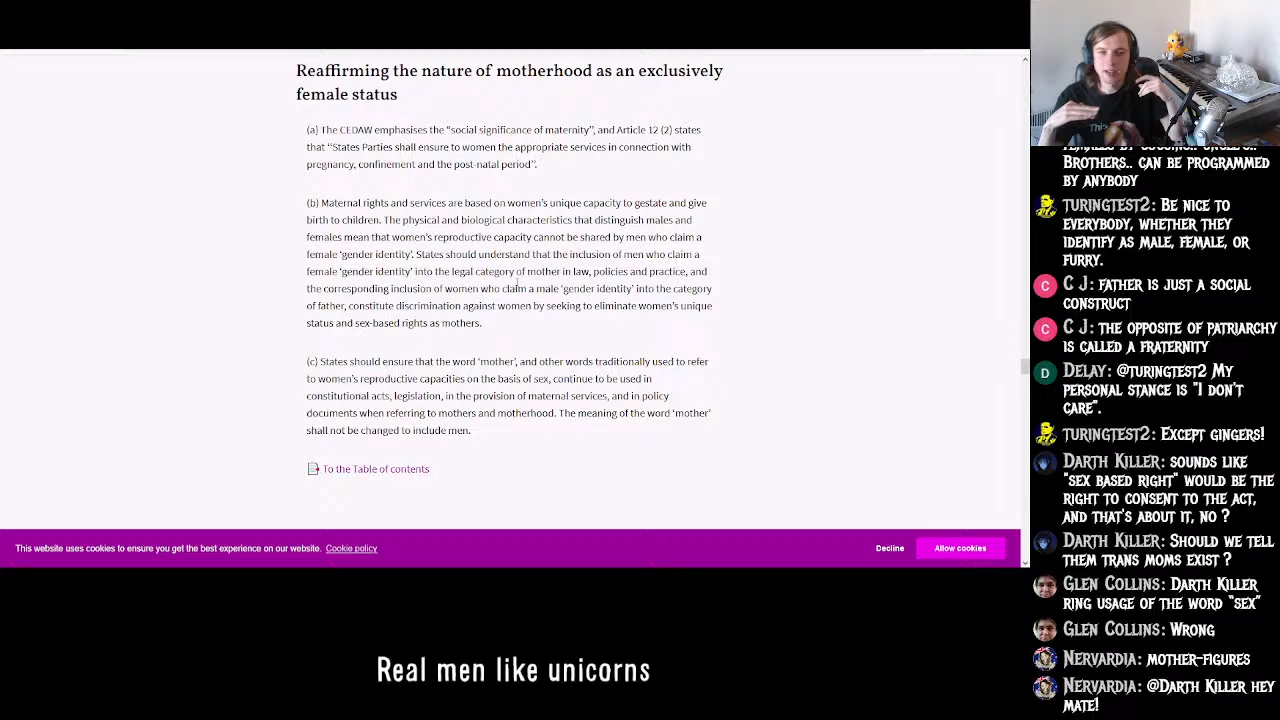 Reaffirming the nature of motherhood as an exclusively
female status
(a) The CEDAW emphasises the “social significance of maternity”, and Article 12 (2) states
that “States Parties shall ensure to women the appropriate services in connection with
pregnancy, confinement and the post-natal period”.
(b) Maternal rights and services are based on women’s unique capacity to gestate and give
birth to children. The physical and biological characteristics that distinguish males and
females mean that women’s reproductive capacity cannot be shared by men who claim a
female ‘gender identity’. States should understand that the inclusion of men who claim a
female ‘gender identity’ into the legal category of mother in law, policies and practice, and
the corresponding inclusion of women who claim a male ‘gender identity’ into the category
of father, constitute discrimination against women by seeking to eliminate women’s unique
status and sex-based rights as mothers.
(c) States should ensure that the word ‘mother’, and other words traditionally used to refer
to women’s reproductive capacities on the basis of sex, continue to be used in
constitutional acts, legislation, in the provision of maternal services, and in policy
documents when referring to mothers and motherhood. The meaning of the word ‘mother’
shall not be changed to include men.
To the Table of contents
This website uses cookies to ensure you get the best experience on our website. Cookie policy
Decline
Allow cookies
Real men like unicorns
This
Brothers.. can be programmed
by anybody
turingtest2: Be nice to
everybody, whether they
identify as male, female, or
furry.
C
C J: father is just a social
construct
C
C J: the opposite of patriarchy
is called a fraternity
D
Delay: @turingtest2 My
personal stance is "I don't
care".
turingtest2: Except gingers!
Darth Killer: sounds like
"sex based right" would be the
right to consent to the act,
and that's about it, no ?
Darth Killer: Should we tell
them trans moms exist ?
Glen Collins: Darth Killer
ring usage of the word “sex”
Glen Collins: Wrong
Nervardia: mother-figures
Nervardia: @Darth Killer hey
mate!